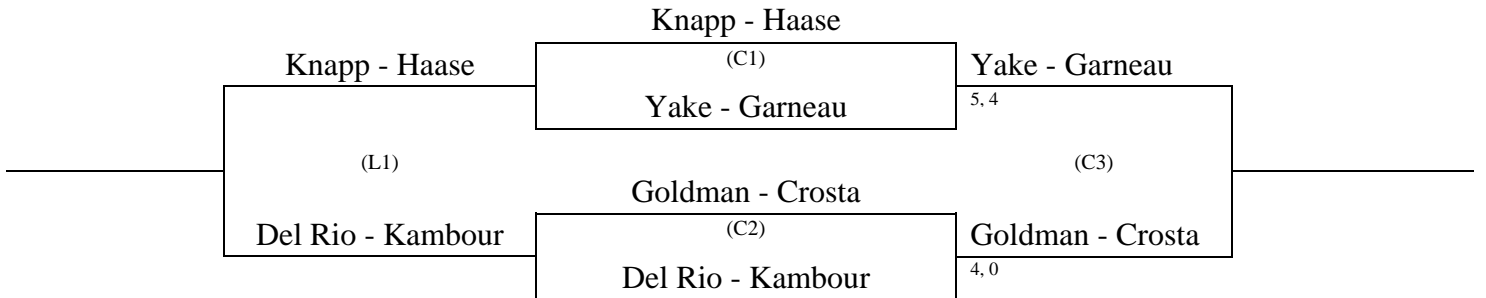 Knapp - Haase
Knapp - Haase
(C1)
Yake - Garneau
Yake - Garneau
5, 4
(L1)
(C3)
Goldman - Crosta
Del Rio - Kambour
(C2)
Goldman - Crosta
Del Rio - Kambour
4, 0